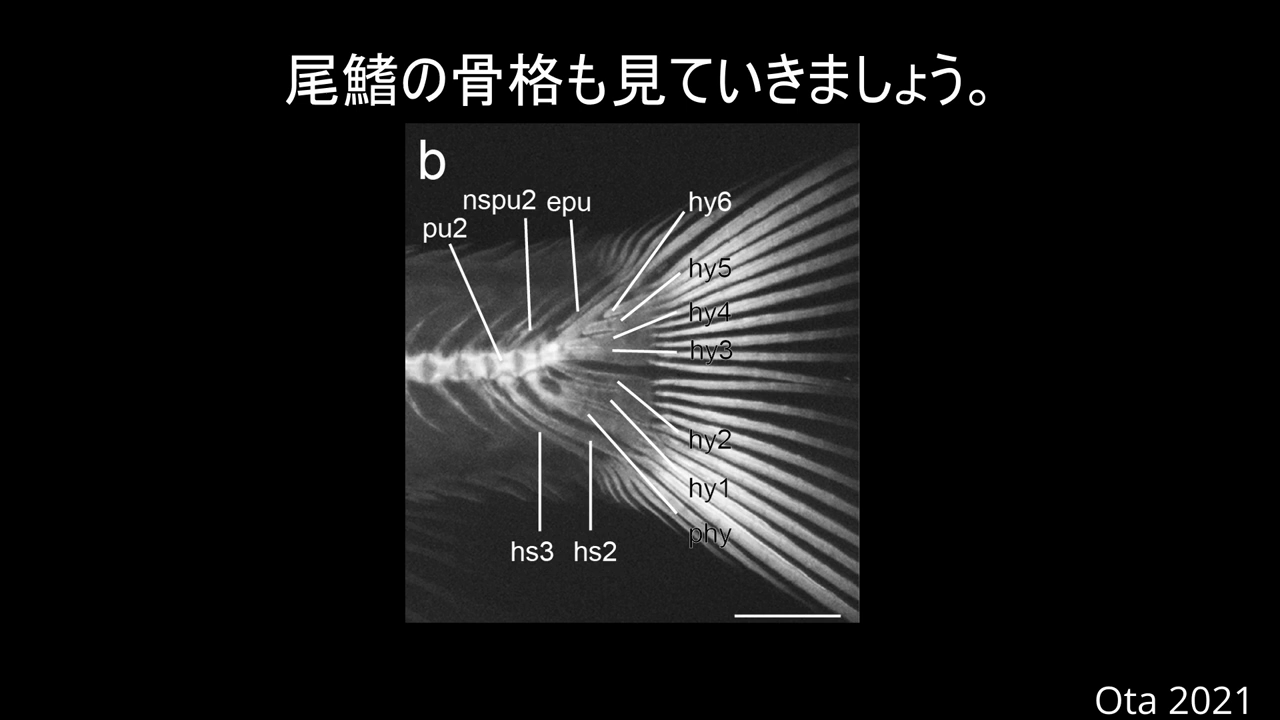 尾鰭の骨格も見ていきましょう。
b
nspu2 epu
pu2
hy6
hy5
hy4
hy3
hy2
hy1
phy
hs3 hs2
Ota 2021